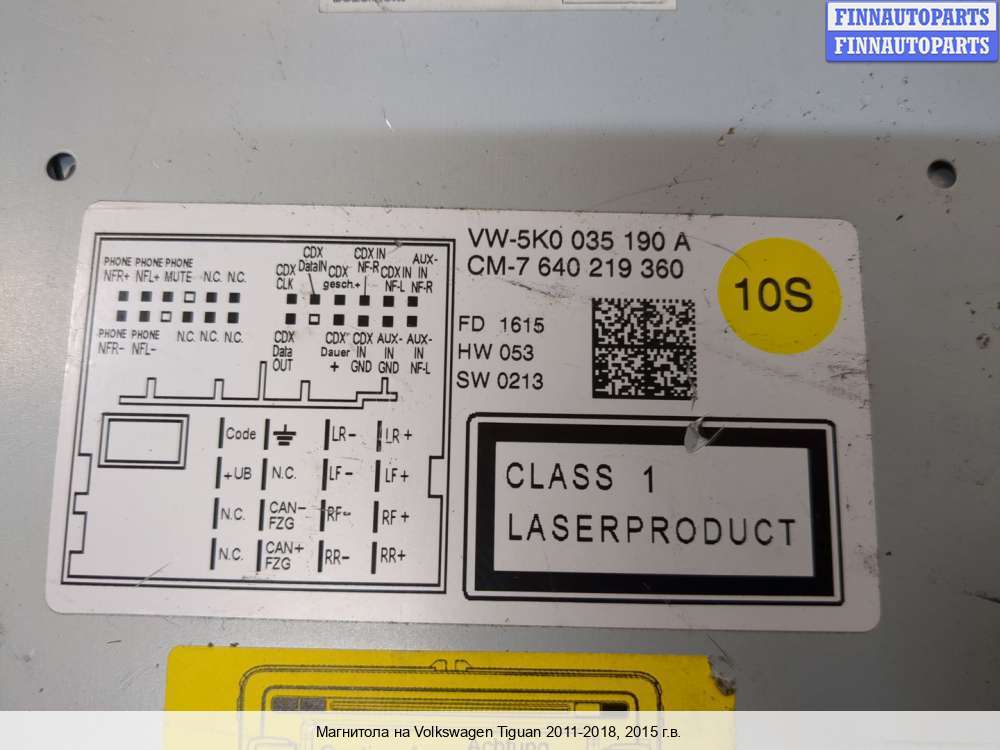 FINNAUTOPARTS
FINNAUTOPARTS
VW-5K0 035 190 A
CM-7 640 219 360
10S
FD 1615
HW 053
SW 0213
CLASS 1
LASERPRODUCT
PHONE PHONE PHONE
NFR+ NFL+ MUTE N.C. N.C.
PHONE PHONE
NFR- NFL-
N.C. N.C. N.C.
CDX
CLK
CDX
DataIN
CDX
gesch.+
CDX IN
NF-R
CDX IN
NF-L
AUX-
IN
NF-R
CDX
Data
OUT
CDX
Dauer
+
CDX
IN
GND
AUX-
IN
GND
AUX-
IN
NF-L
Code LR- LR+
+UB N.C. LF- LF+
N.C. CAN-
FZG RF- RF+
N.C. CAN+
FZG RR- RR+
Achtung
Магнитола на Volkswagen Tiguan 2011-2018, 2015 г.в.